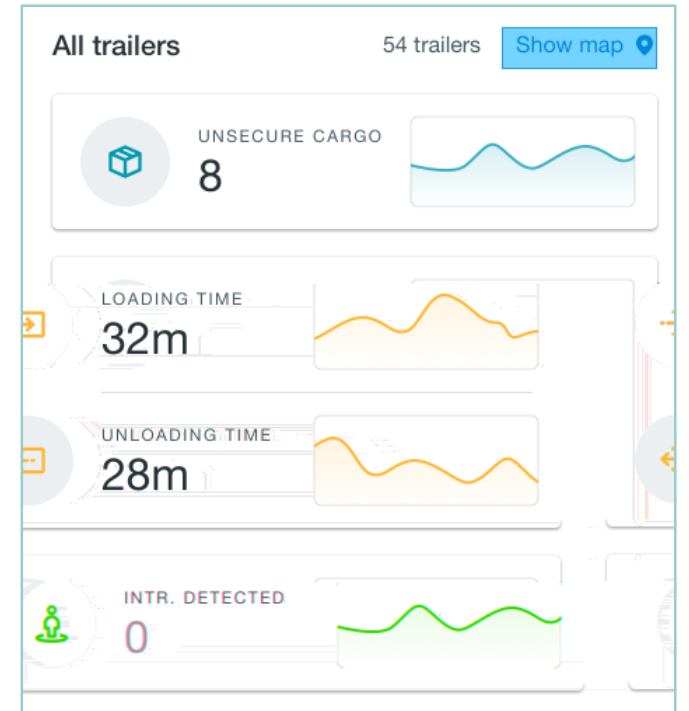 All trailers 54 trailers Show map
UNSECURE CARGO
8
LOADING TIME
32m
UNLOADING TIME
28m
INTR. DETECTED
0